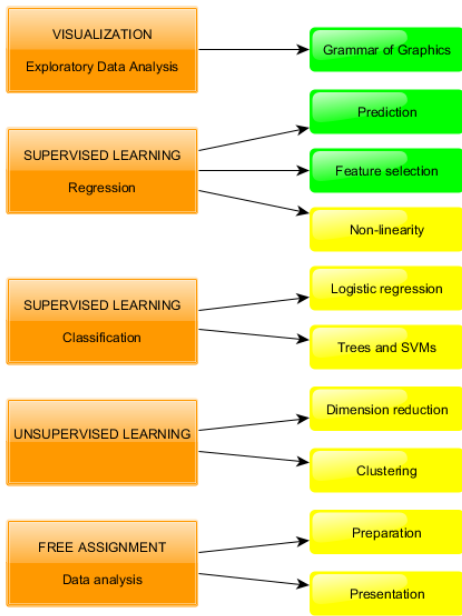 VISUALIZATION
Exploratory Data Analysis
Grammar of Graphics
SUPERVISED LEARNING
Regression
Prediction
Feature selection
Non-linearity
SUPERVISED LEARNING
Classification
Logistic regression
Trees and SVMs
UNSUPERVISED LEARNING
Dimension reduction
Clustering
FREE ASSIGNMENT
Data analysis
Preparation
Presentation